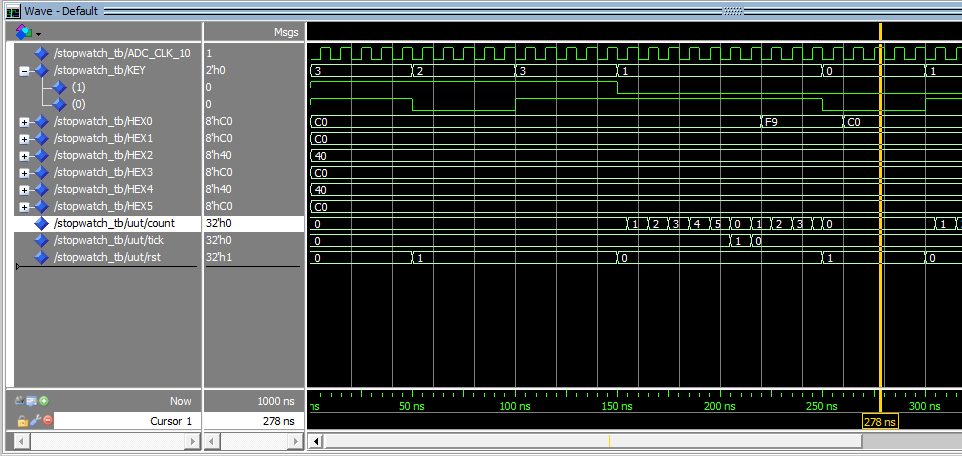 Wave - Default
Msgs
/stopwatch_tb/ADC_CLK_10 1
/stopwatch_tb/KEY 2'h0 3 2 3 1 0 1
(1) 0
(0) 0
/stopwatch_tb/HEX0 8'hC0 C0 F9 C0
/stopwatch_tb/HEX1 8'hC0 C0
/stopwatch_tb/HEX2 8'h40 40
/stopwatch_tb/HEX3 8'hC0 C0
/stopwatch_tb/HEX4 8'h40 40
/stopwatch_tb/HEX5 8'hC0 C0
/stopwatch_tb/uut/count 32'h0 0 1 2 3 4 5 0 1 2 3 0 1
/stopwatch_tb/uut/tick 32'h0 0 1 0
/stopwatch_tb/uut/rst 32'h1 0 1 0 1 0
Now 1000 ns ns 50 ns 100 ns 150 ns 200 ns 250 ns 300 ns
Cursor 1 278 ns 278 ns